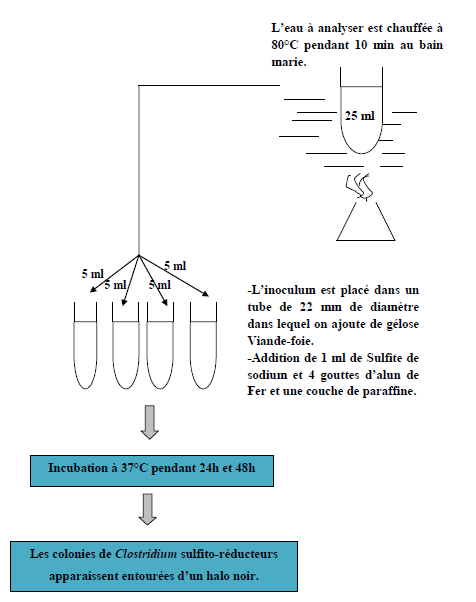 L'eau à analyser est chauffée à
80°C pendant 10 min au bain
marie.
25 ml
5 ml
5 ml
5 ml
5 ml
-L'inoculum est placé dans un
tube de 22 mm de diamètre
dans lequel on ajoute de gélose
Viande-foie.
-Addition de 1 ml de Sulfite de
sodium et 4 gouttes d'alun de
Fer et une couche de paraffine.
Incubation à 37°C pendant 24h et 48h
Les colonies de Clostridium sulfito-réducteurs
apparaissent entourées d'un halo noir.